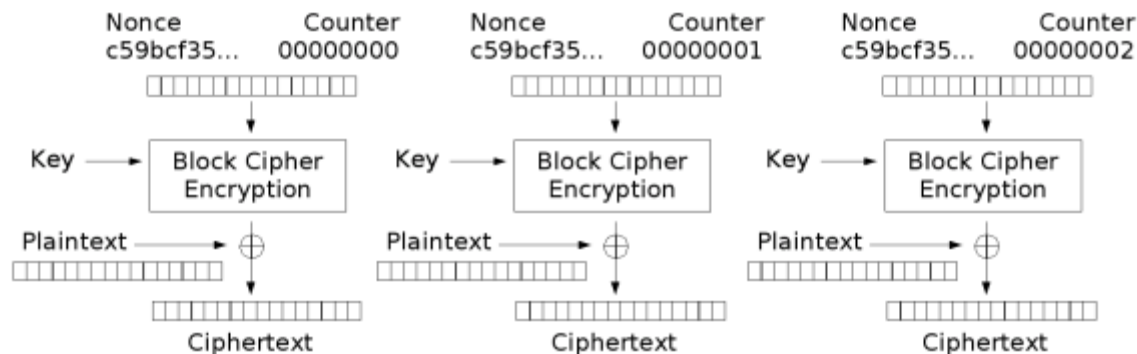 Nonce Counter Nonce Counter Nonce Counter
c59bcf35... 00000000 c59bcf35... 00000001 c59bcf35... 00000002
Key Block Cipher Encryption Key Block Cipher Encryption Key Block Cipher Encryption
Plaintext Plaintext Plaintext
Ciphertext Ciphertext Ciphertext